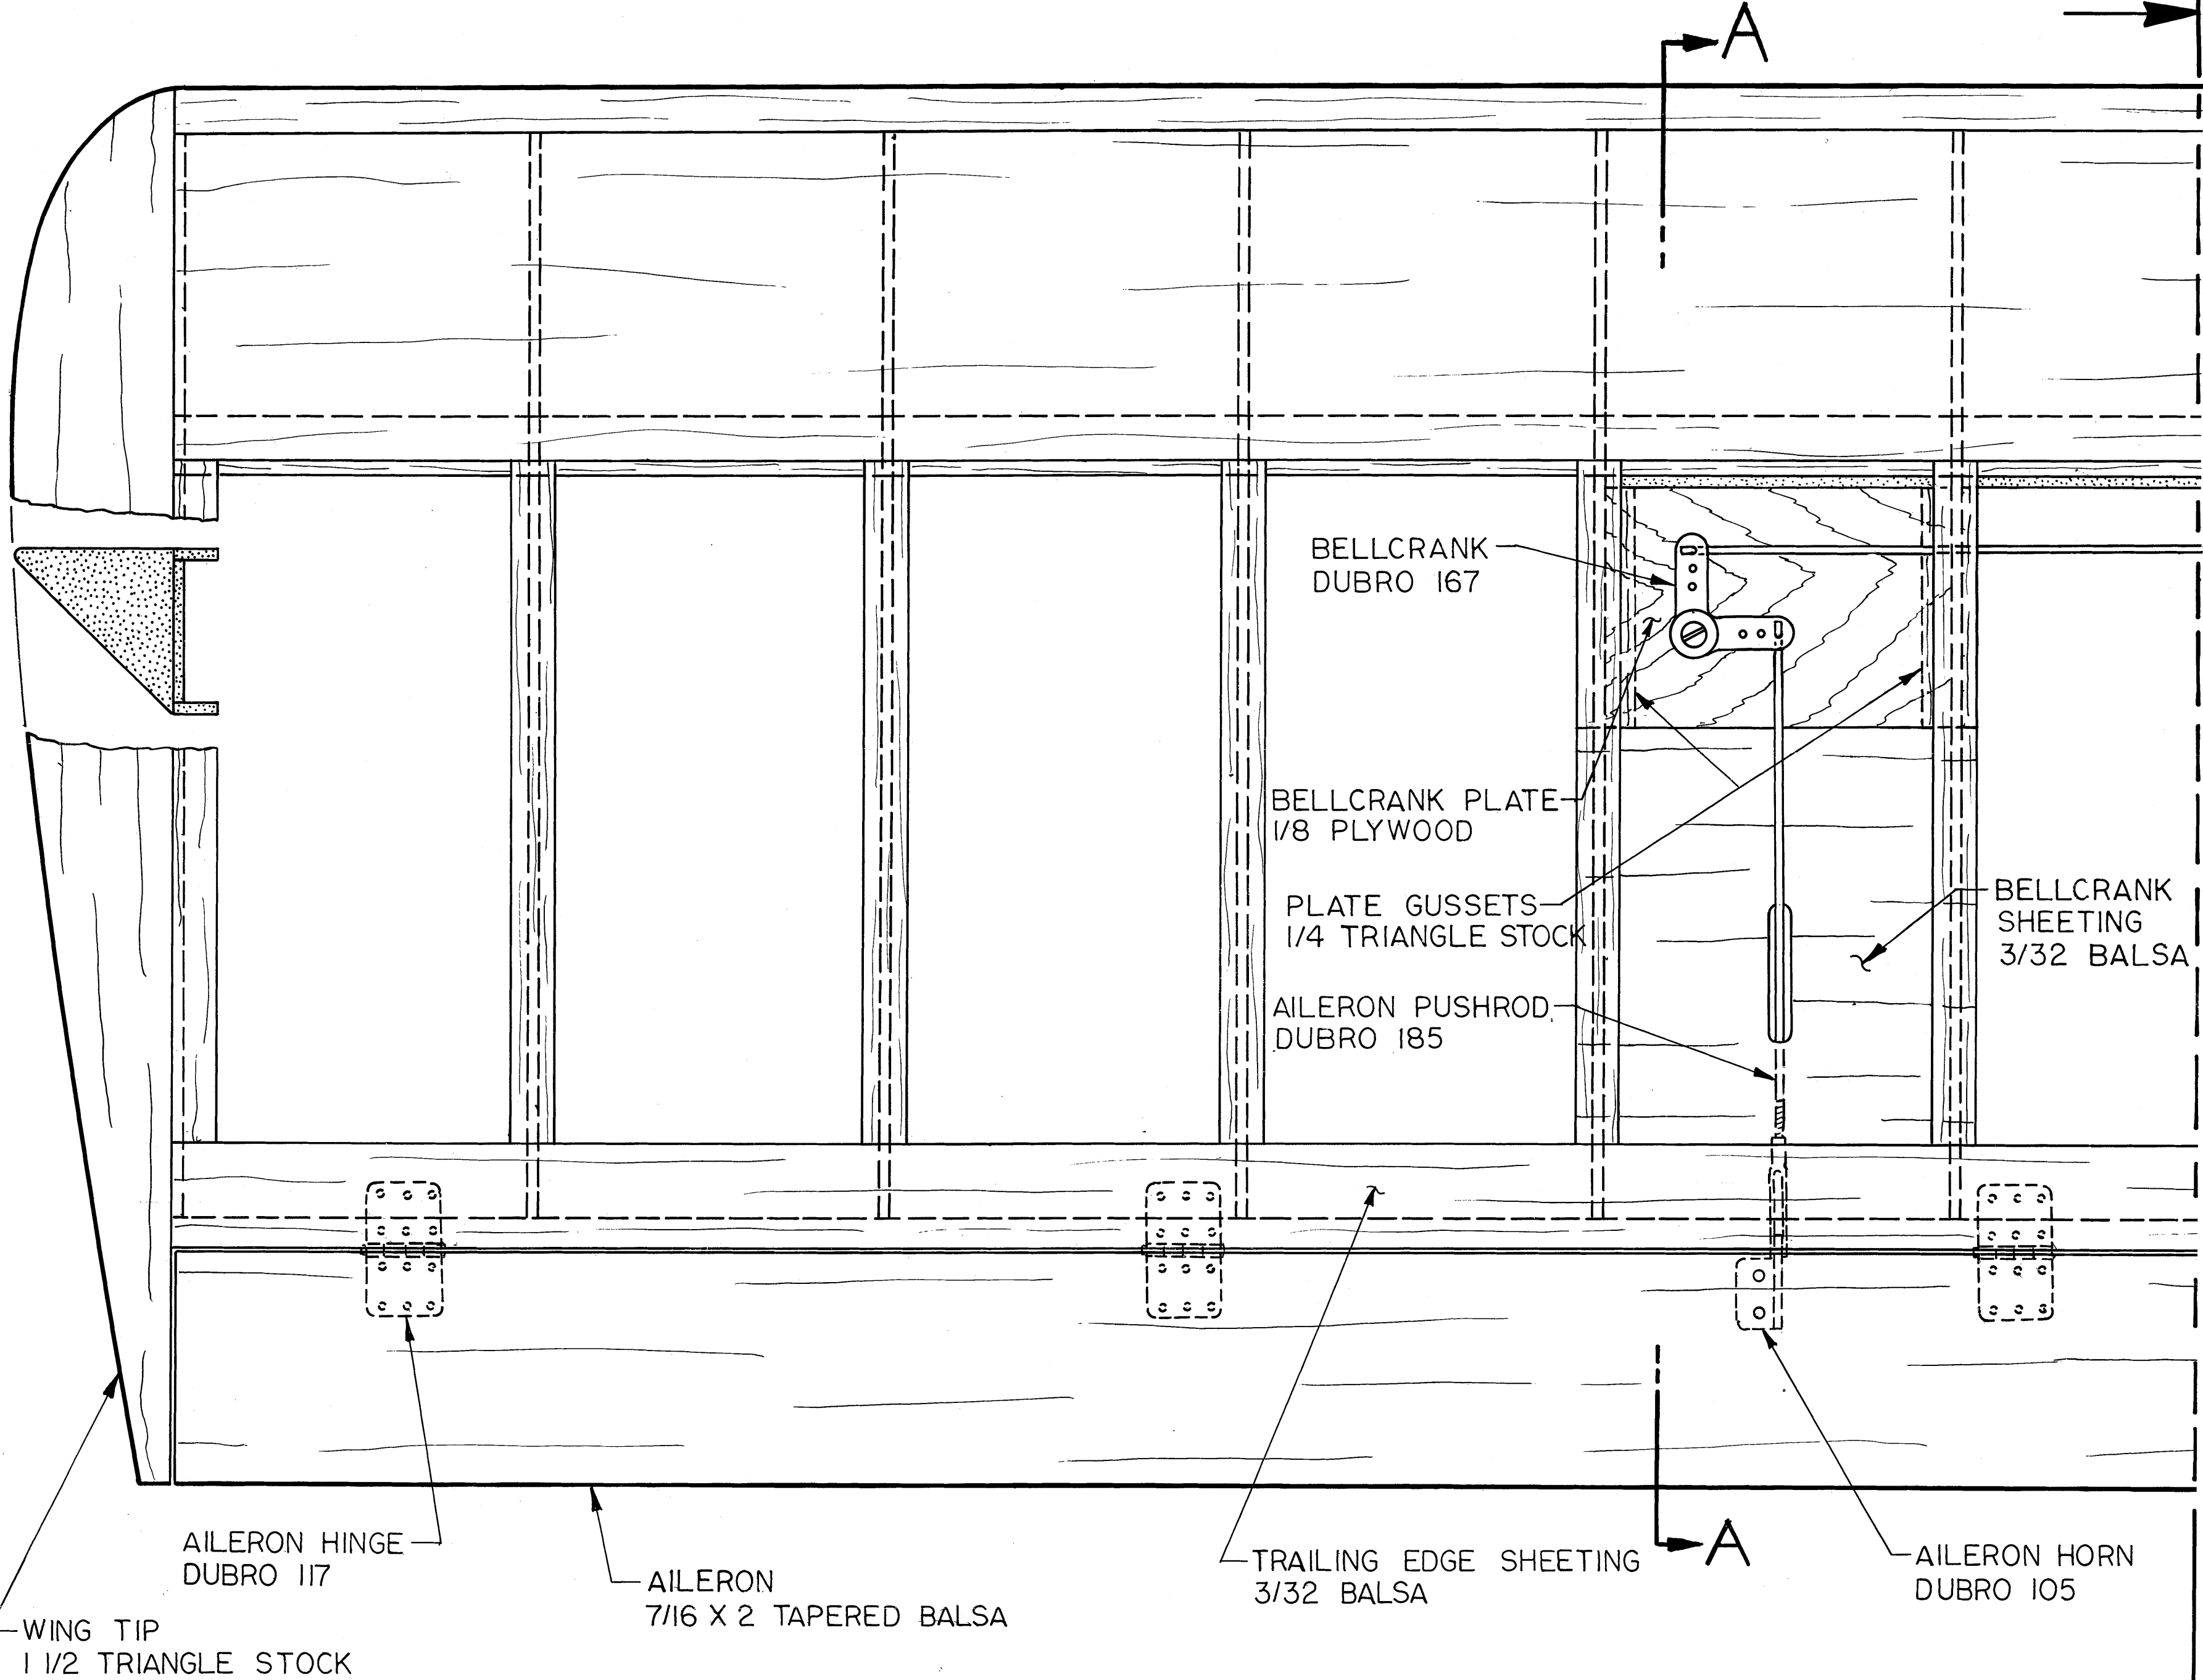 A
BELLCRANK
DUBRO 167
BELLCRANK PLATE
1/8 PLYWOOD
PLATE GUSSETS
1/4 TRIANGLE STOCK
BELLCRANK
SHEETING
3/32 BALSA
AILERON PUSHROD
DUBRO 185
AILERON HINGE
DUBRO 117
AILERON
7/16 X 2 TAPERED BALSA
TRAILING EDGE SHEETING
3/32 BALSA
A
AILERON HORN
DUBRO 105
WING TIP
1 1/2 TRIANGLE STOCK